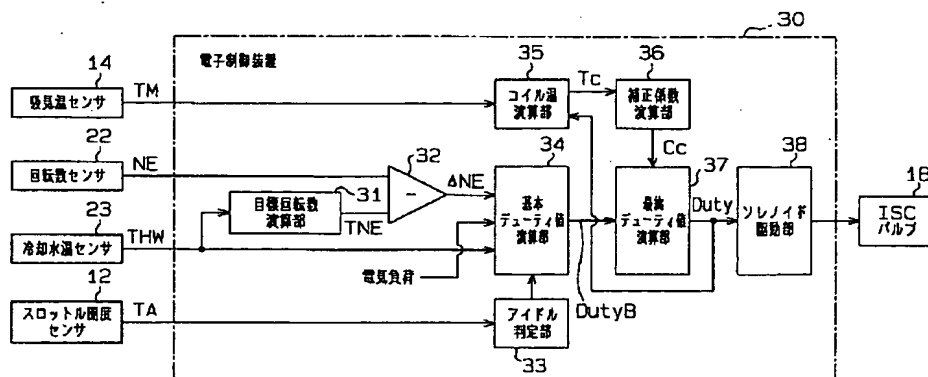 30
電子制御装置
14
吸気温センサ
TM
35
コイル温
演算部
Tc
36
補正係数
演算部
Cc
22
回転数センサ
NE
32
−
ΔNE
31
目標回転数
演算部
TNE
34
基本
デューティ値
演算部
37
最終
デューティ値
演算部
Duty
38
ソレノイド
駆動部
18
ISC
バルブ
23
冷却水温センサ
THW
電気負荷
DutyB
12
スロットル開度
センサ
TA
アイドル
判定部
33